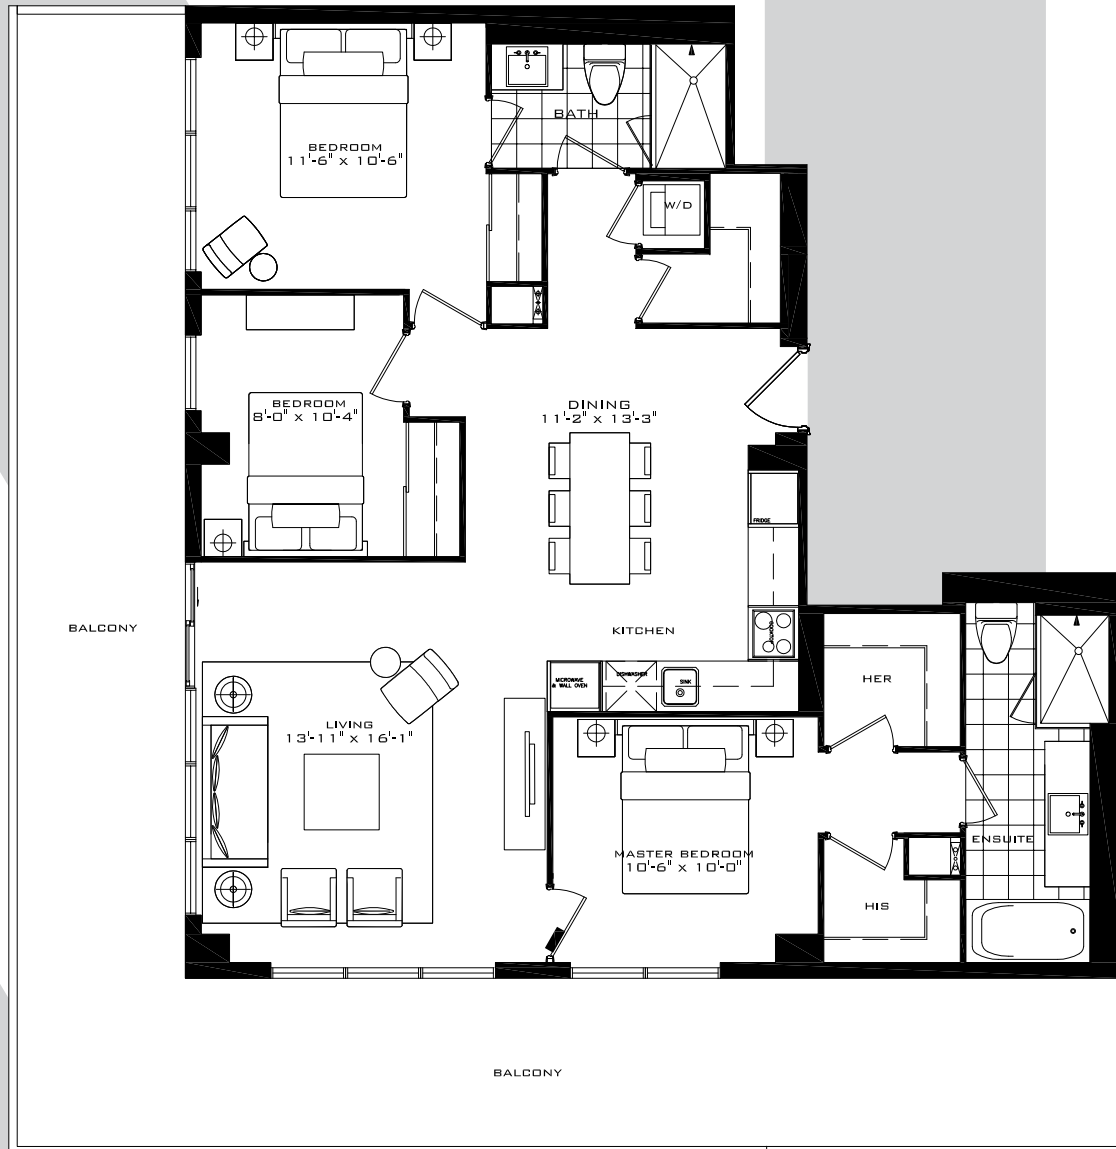 BATH
BEDROOM
11'-6" x 10'-6"
W/D
BEDROOM
8'-0" x 10'-4"
DINING
11'-2" x 13'-3"
FRIDGE
BALCONY
KITCHEN
COOKTOP
MICROWAVE
& WALL OVEN
DISHWASHER
SINK
HER
LIVING
13'-11" x 16'-1"
MASTER BEDROOM
10'-6" x 10'-0"
ENSUITE
HIS
BALCONY